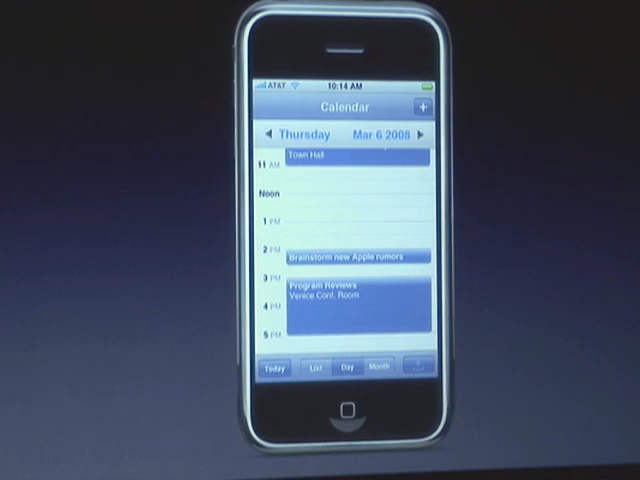 AT&T 10:14 AM
Calendar +
Thursday Mar 6 2008
Town Hall
11 AM
Noon
1 PM
2 PM
Brainstorm new Apple rumors
3 PM
Program Reviews
Venice Conf. Room
4 PM
5 PM
Today List Day Month